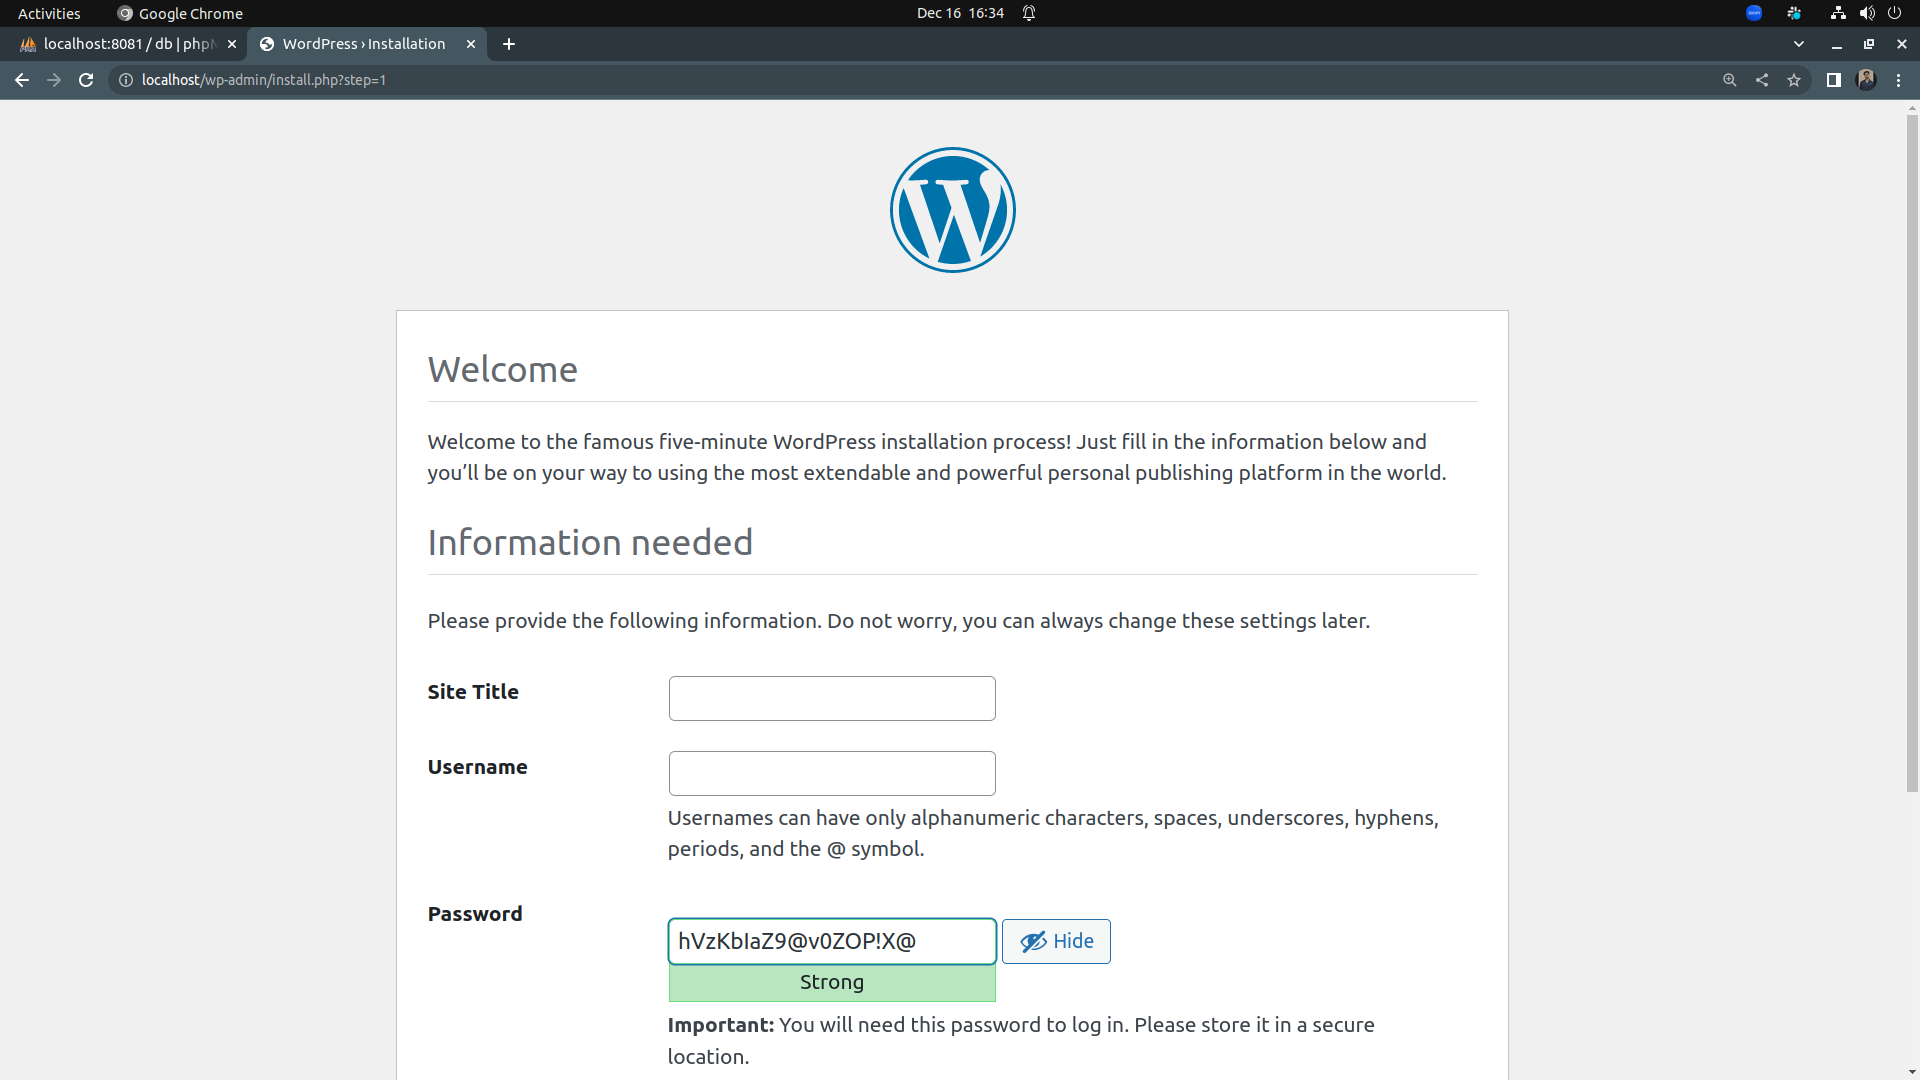 Activities
Google Chrome
Dec 16 16:34
zoom
localhost:8081 / db | phpM
WordPress › Installation
localhost/wp-admin/install.php?step=1
Welcome
Welcome to the famous five-minute WordPress installation process! Just fill in the information below and
you’ll be on your way to using the most extendable and powerful personal publishing platform in the world.
Information needed
Please provide the following information. Do not worry, you can always change these settings later.
Site Title
Username
Usernames can have only alphanumeric characters, spaces, underscores, hyphens,
periods, and the @ symbol.
Password
hVzKbIaZ9@v0ZOP!X@
Hide
Strong
Important: You will need this password to log in. Please store it in a secure
location.